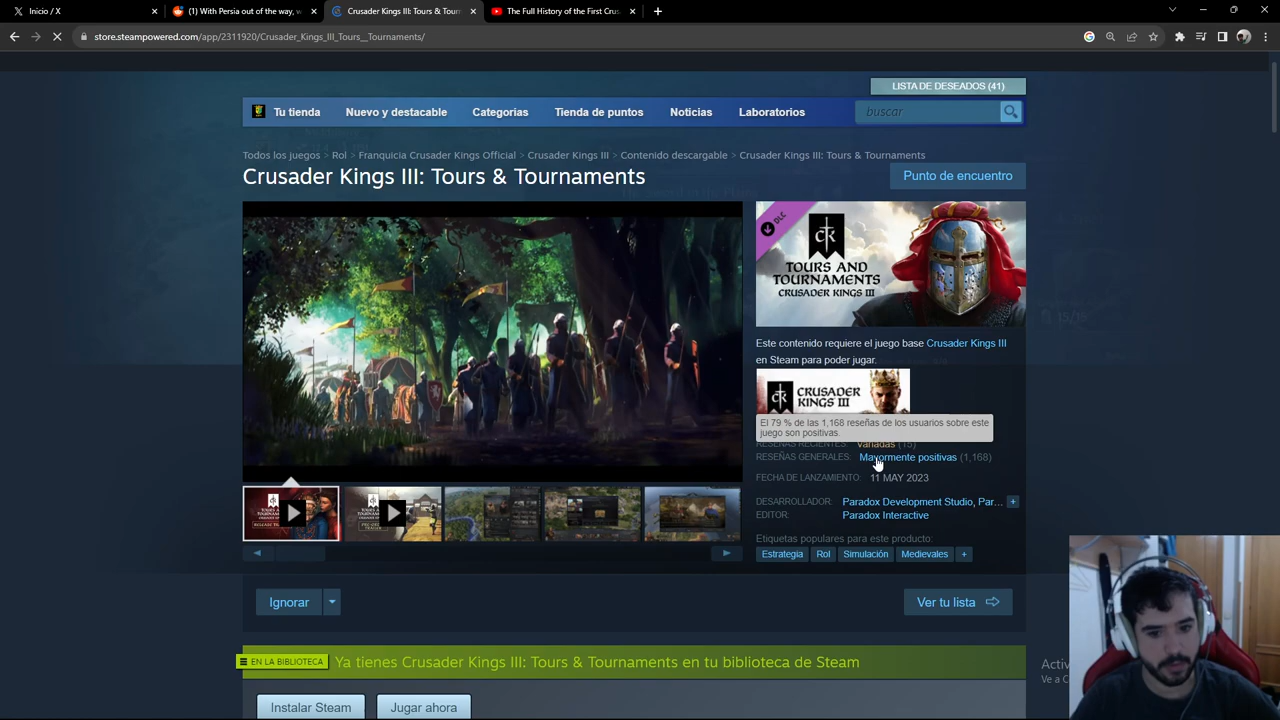 Inicio / X
(1) With Persia out of the way, w
Crusader Kings III: Tours & Tourn
The Full History of the First Crus
store.steampowered.com/app/2311920/Crusader_Kings_III_Tours__Tournaments/
LISTA DE DESEADOS (41)
Tu tienda
Nuevo y destacable
Categorías
Tienda de puntos
Noticias
Laboratorios
buscar
Todos los juegos > Rol > Franquicia Crusader Kings Official > Crusader Kings III > Contenido descargable > Crusader Kings III: Tours & Tournaments
Crusader Kings III: Tours & Tournaments
Punto de encuentro
DLC
TOURS AND
TOURNAMENTS
CRUSADER KINGS III
Este contenido requiere el juego base Crusader Kings III
en Steam para poder jugar.
CRUSADER
KINGS III
El 79 % de las 1,168 reseñas de los usuarios sobre este
juego son positivas.
RESEÑAS RECIENTES: Variadas (15)
RESEÑAS GENERALES: Mayormente positivas (1,168)
FECHA DE LANZAMIENTO: 11 MAY 2023
DESARROLLADOR: Paradox Development Studio, Par... +
EDITOR: Paradox Interactive
Etiquetas populares para este producto:
Estrategia
Rol
Simulación
Medievales
+
Ignorar
Ver tu lista
EN LA BIBLIOTECA
Ya tienes Crusader Kings III: Tours & Tournaments en tu biblioteca de Steam
Instalar Steam
Jugar ahora
Activ
Ve a C